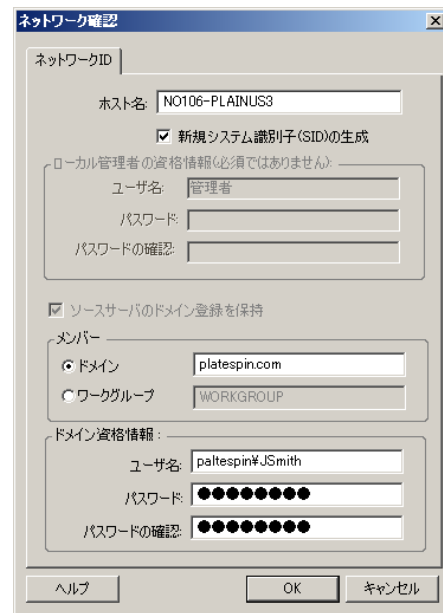 ネットワーク確認
ネットワークID
ホスト名: NO106-PLAINUS3
新規システム識別子(SID)の生成
ローカル管理者の資格情報(必須ではありません):
ユーザ名: 管理者
パスワード:
パスワードの確認:
ソースサーバのドメイン登録を保持
メンバー
ドメイン platespin.com
ワークグループ WORKGROUP
ドメイン資格情報:
ユーザ名: paltespin¥JSmith
パスワード: ●●●●●●●●
パスワードの確認: ●●●●●●●●
ヘルプ OK キャンセル